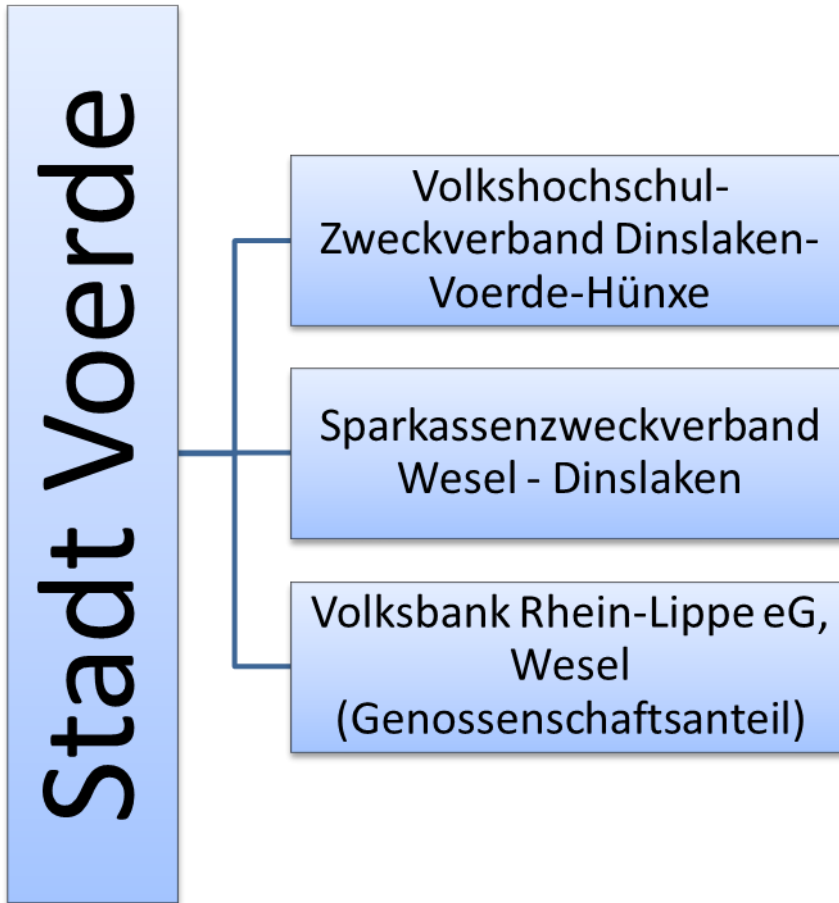 Stadt Voerde
Volkshochschul-
Zweckverband Dinslaken-
Voerde-Hünxe
Sparkassenzweckverband
Wesel - Dinslaken
Volksbank Rhein-Lippe eG,
Wesel
(Genossenschaftsanteil)